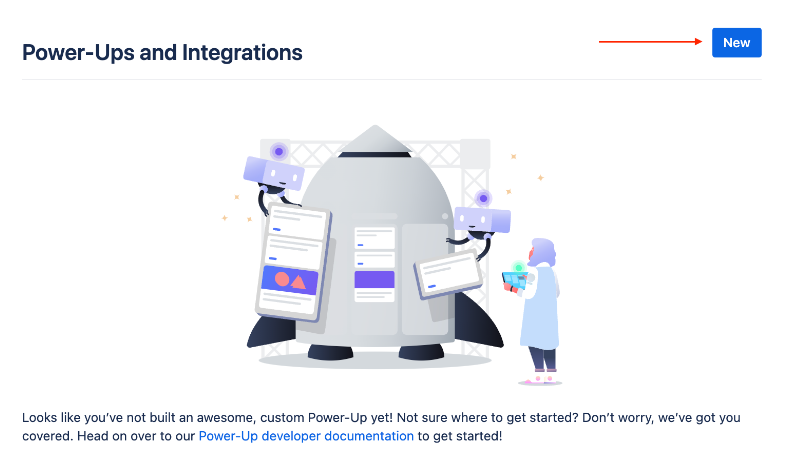 Power-Ups and Integrations
New
Looks like you’ve not built an awesome, custom Power-Up yet! Not sure where to get started? Don’t worry, we’ve got you
covered. Head on over to our Power-Up developer documentation to get started!